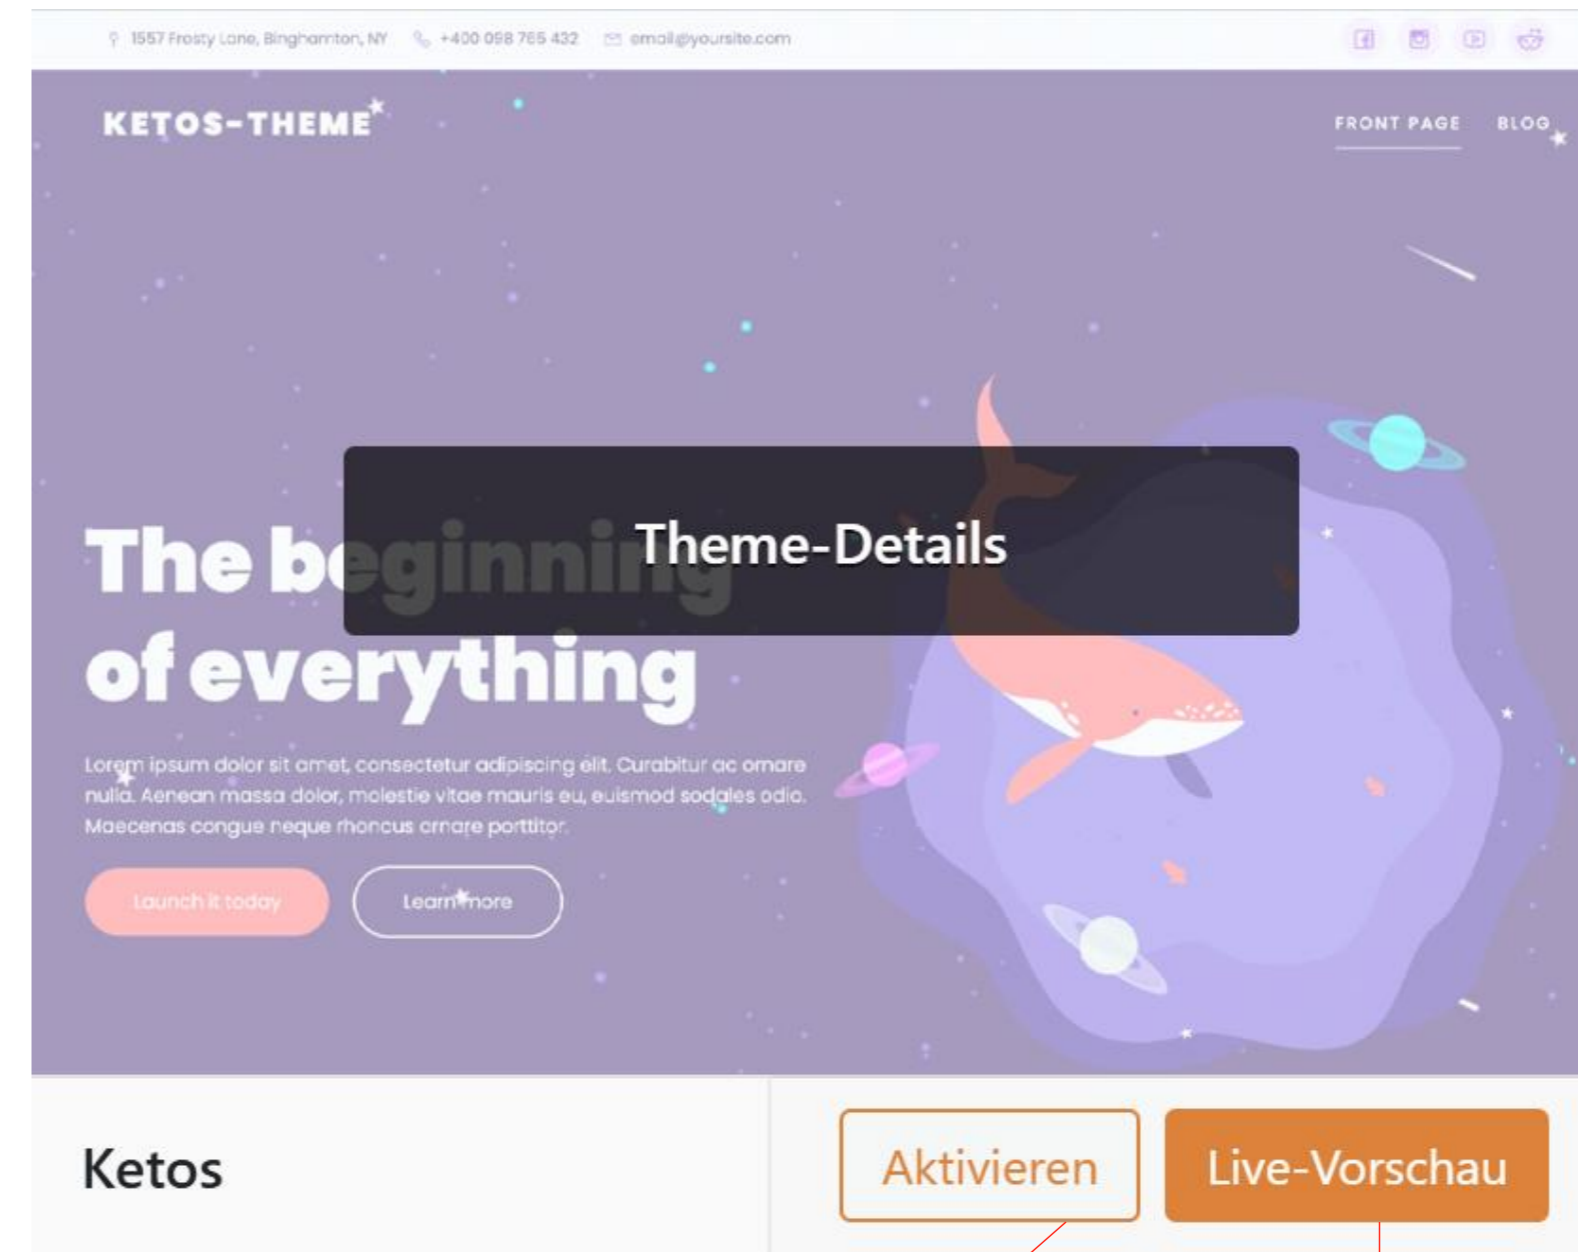 1557 Frosty Lane, Binghamton, NY +400 098 765 432 email@yoursite.com
KETOS-THEME
FRONT PAGE BLOG
Theme-Details
The beginning
of everything
Lorem ipsum dolor sit amet, consectetur adipiscing elit. Curabitur ac ornare
nulla. Aenean massa dolor, molestie vitae mauris eu, euismod sodales odio.
Maecenas congue neque rhoncus ornare porttitor.
Launch it today Learn more
Ketos
Aktivieren Live-Vorschau